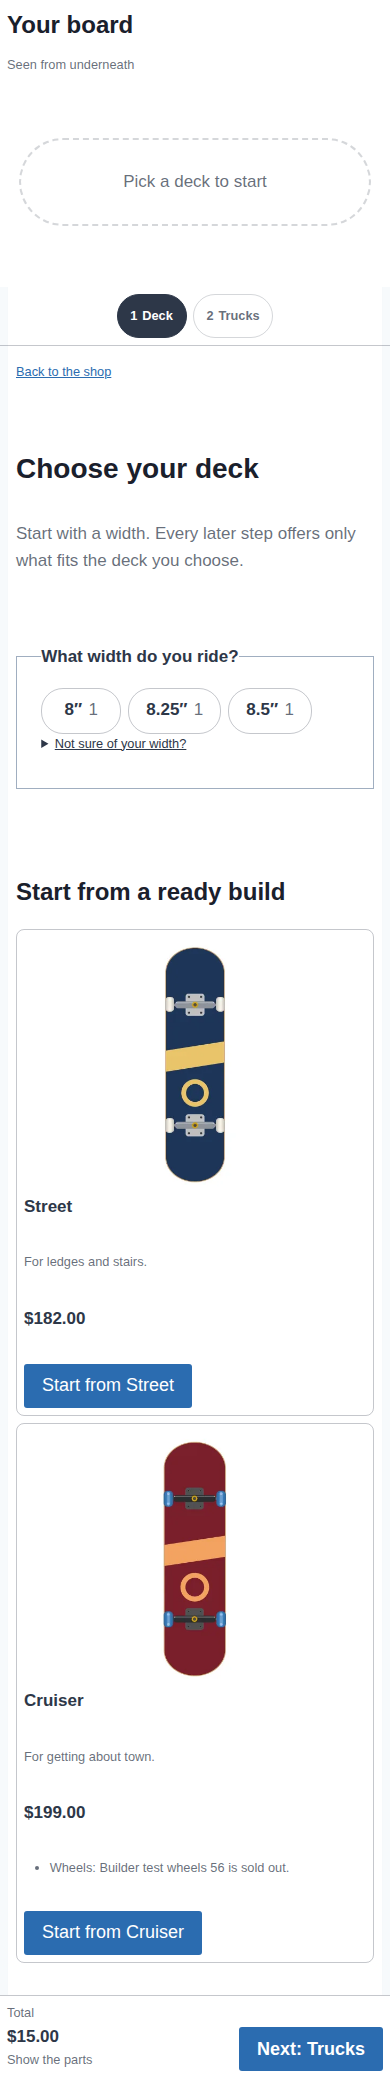 Your board
Seen from underneath
Pick a deck to start
1 Deck
2 Trucks
Back to the shop
Choose your deck
Start with a width. Every later step offers only
what fits the deck you choose.
What width do you ride?
8″ 1
8.25″ 1
8.5″ 1
Not sure of your width?
Start from a ready build
Street
For ledges and stairs.
$182.00
Start from Street
Cruiser
For getting about town.
$199.00
• Wheels: Builder test wheels 56 is sold out.
Start from Cruiser
Total
$15.00
Show the parts
Next: Trucks